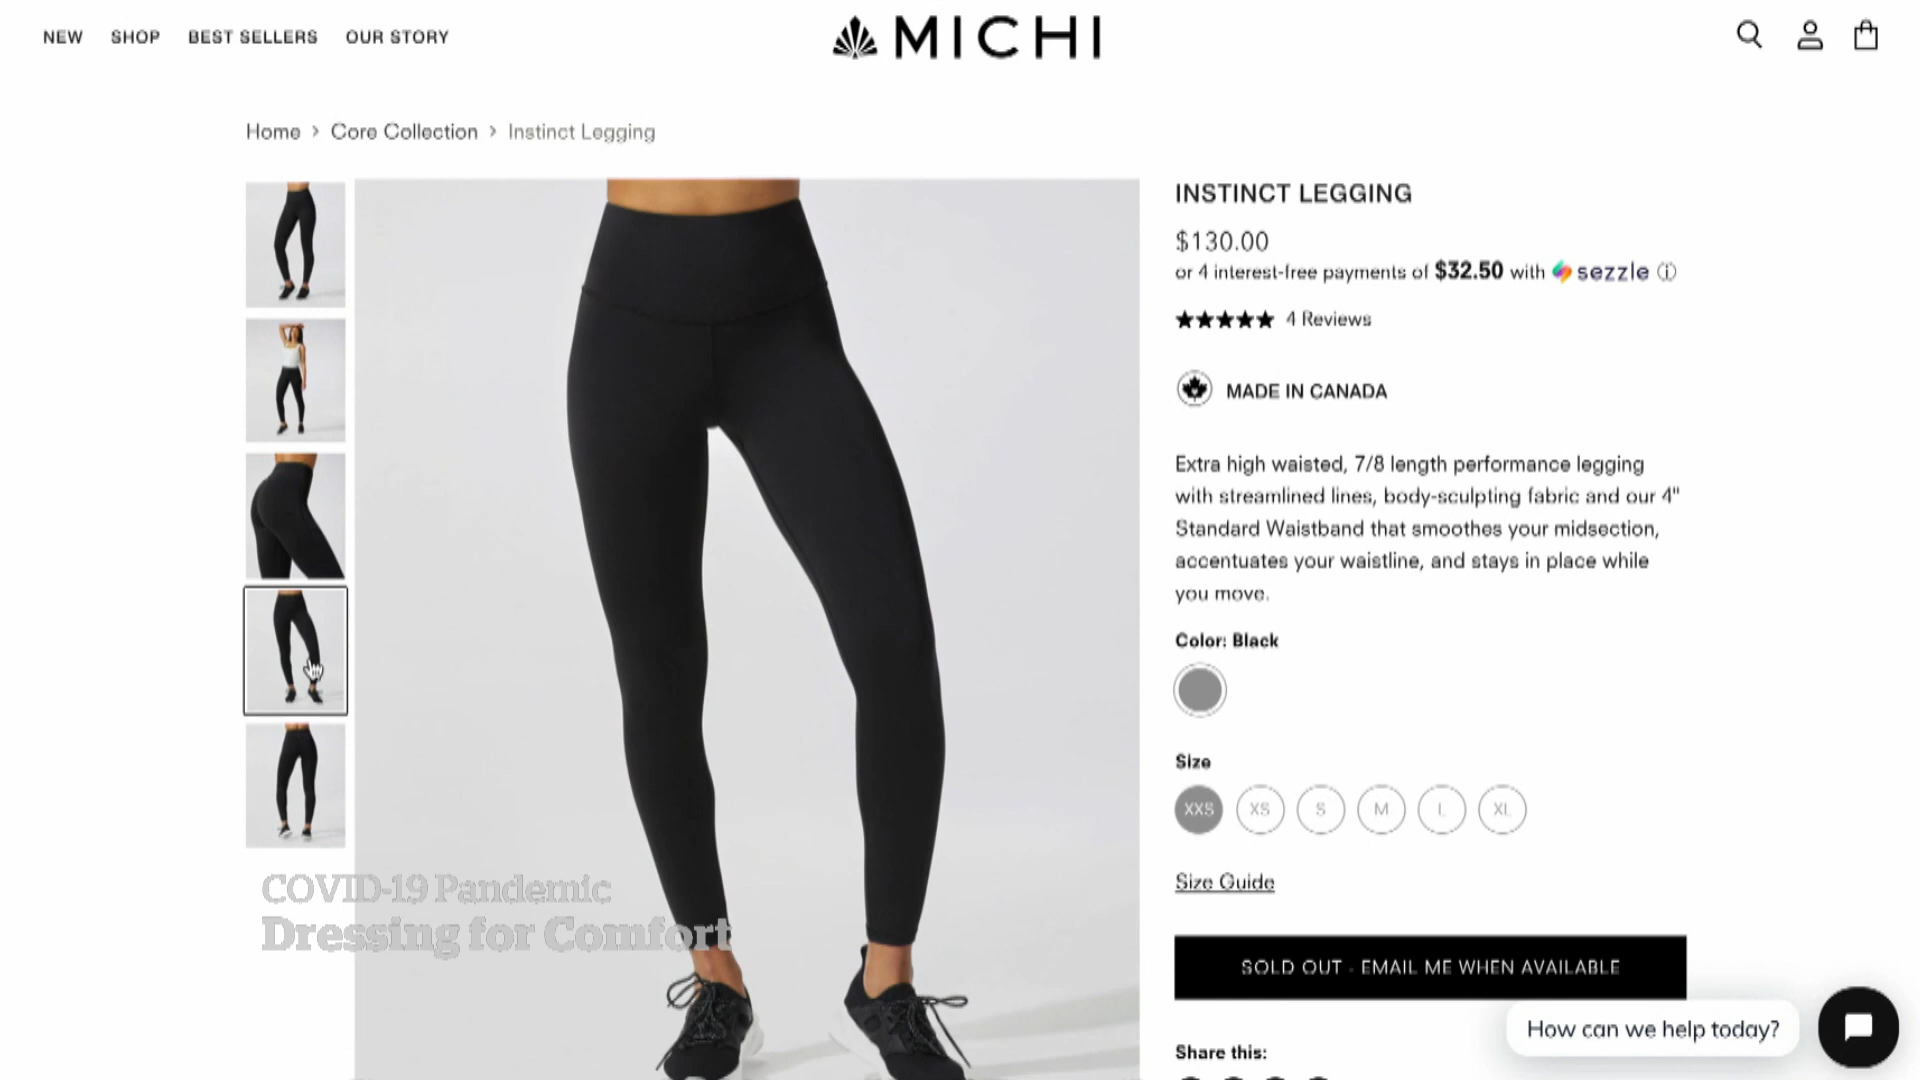 NEW SHOP BEST SELLERS OUR STORY
MICHI
Home > Core Collection > Instinct Legging
INSTINCT LEGGING
$130.00
or 4 interest-free payments of $32.50 with sezzle ⓘ
★★★★★ 4 Reviews
MADE IN CANADA
Extra high waisted, 7/8 length performance legging
with streamlined lines, body-sculpting fabric and our 4"
Standard Waistband that smoothes your midsection,
accentuates your waistline, and stays in place while
you move.
Color: Black
Size
XXS XS S M L XL
Size Guide
COVID-19 Pandemic
Dressing for Comfort
SOLD OUT - EMAIL ME WHEN AVAILABLE
How can we help today?
Share this: